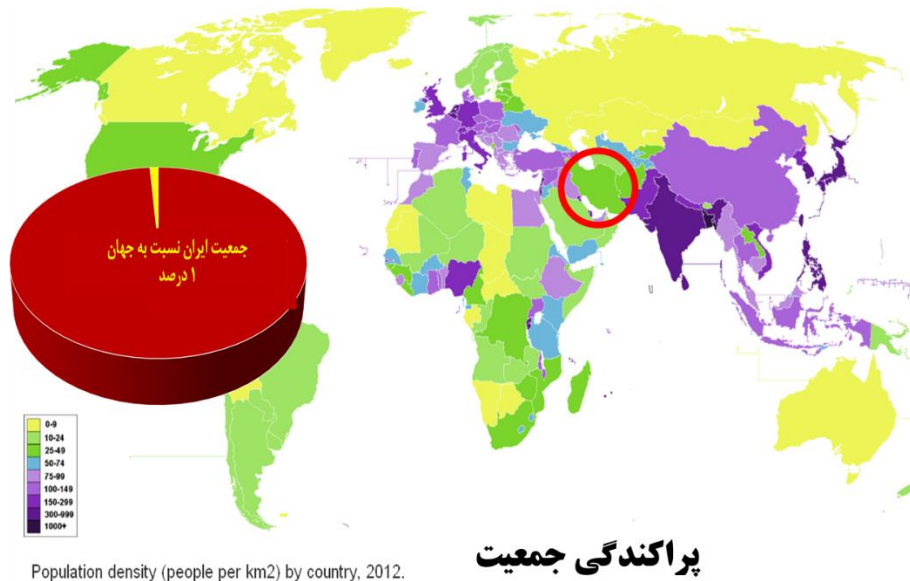 جمعیت ایران نسبت به جهان
۱ درصد
0-9
10-24
25-49
50-74
75-99
100-149
150-299
300-999
1000+
Population density (people per km2) by country, 2012.
پراکندگی جمعیت